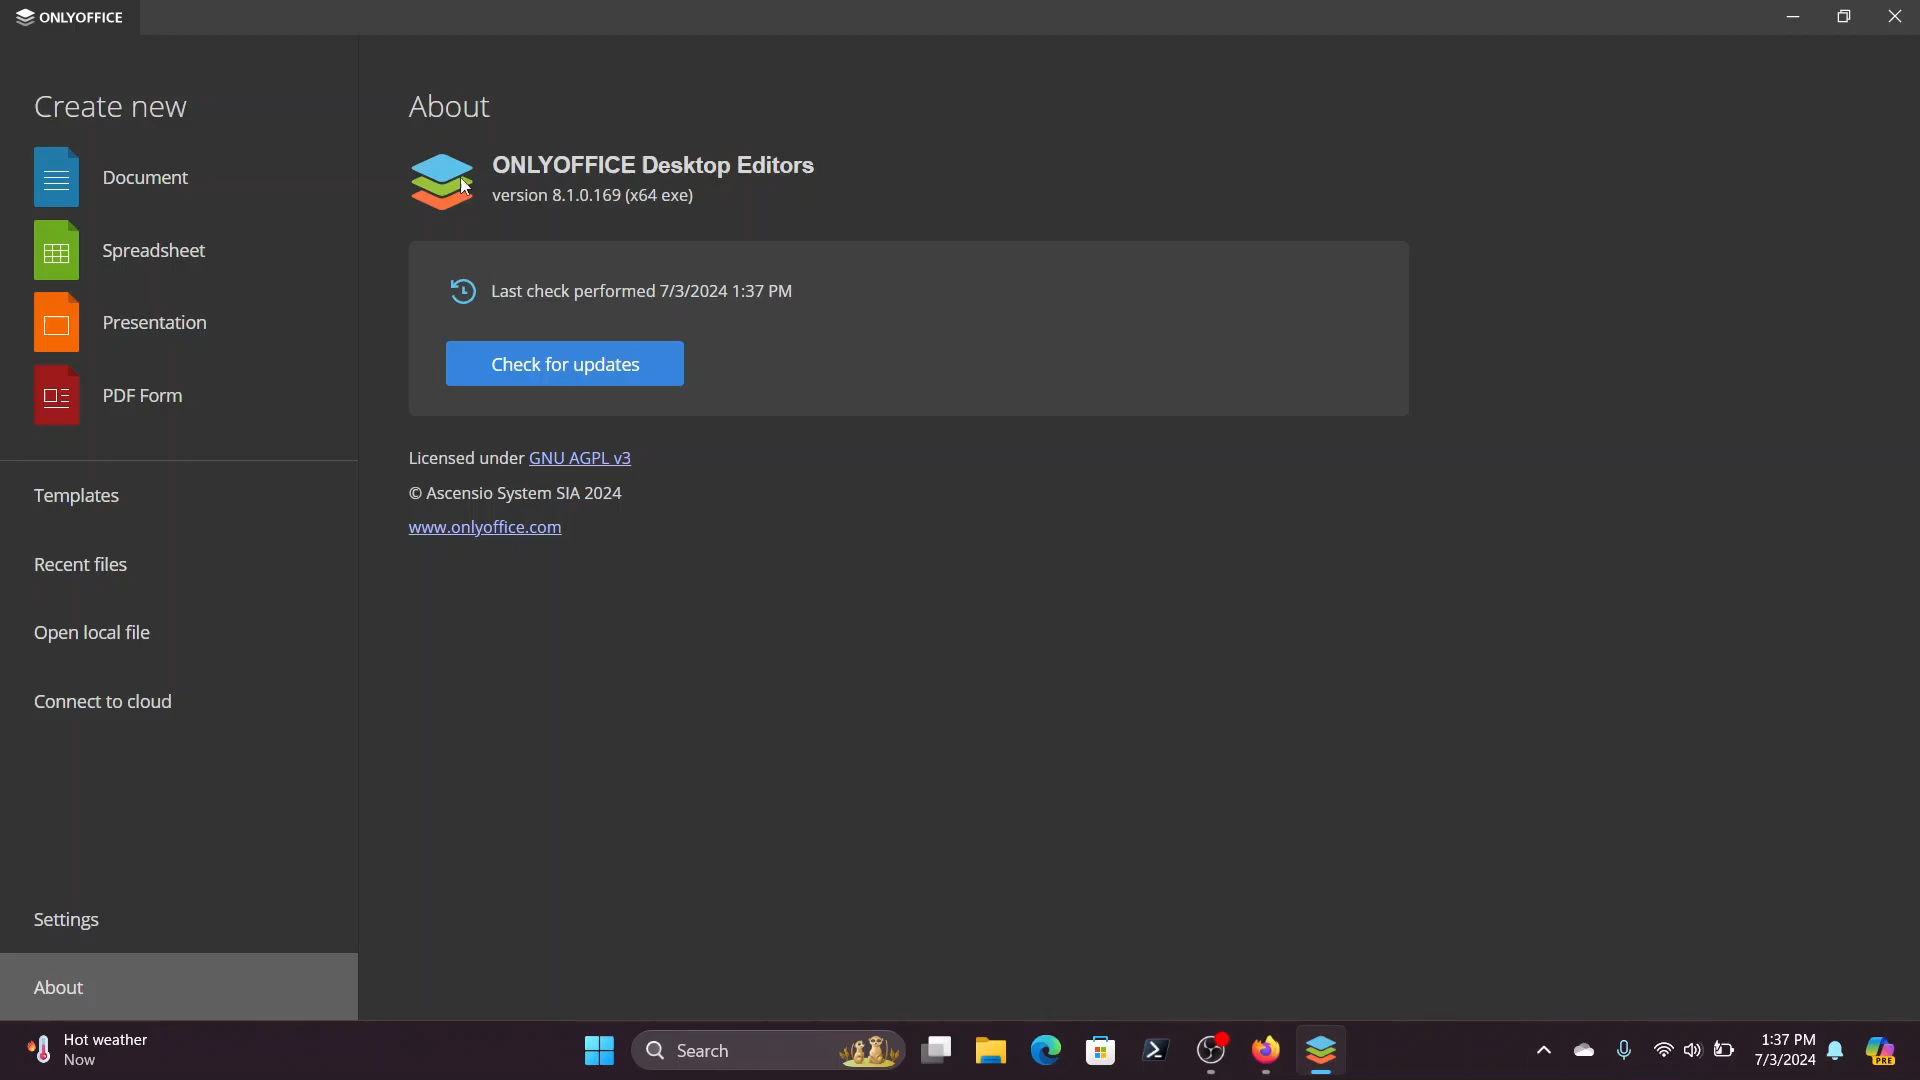 ONLYOFFICE
Create new
Document
Spreadsheet
Presentation
PDF Form
Templates
Recent files
Open local file
Connect to cloud
Settings
About
About
ONLYOFFICE Desktop Editors
version 8.1.0.169 (x64 exe)
Last check performed 7/3/2024 1:37 PM
Check for updates
Licensed under GNU AGPL v3
© Ascensio System SIA 2024
www.onlyoffice.com
Hot weather
Now
Search
1:37 PM
7/3/2024
PRE